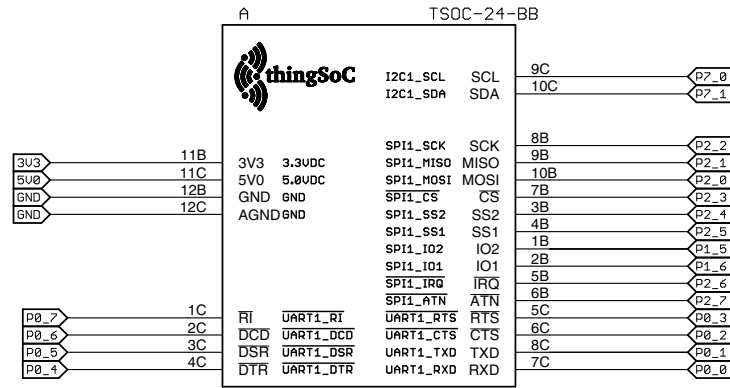 A TSOC-24-BB
thingSoC
I2C1_SCL SCL 9C P7_0
I2C1_SDA SDA 10C P7_1
SPI1_SCK SCK 8B P2_2
3V3 11B 3V3 3.3VDC SPI1_MISO MISO 9B P2_1
5V0 11C 5V0 5.0VDC SPI1_MOSI MOSI 10B P2_0
GND 12B GND GND SPI1_CS CS 7B P2_3
GND 12C AGND GND SPI1_SS2 SS2 3B P2_4
SPI1_SS1 SS1 4B P2_5
SPI1_IO2 IO2 1B P1_5
SPI1_IO1 IO1 2B P1_6
SPI1_IRQ IRQ 5B P2_6
SPI1_ATN ATN 6B P2_7
P0_7 1C RI UART1_RI UART1_RTS RTS 5C P0_3
P0_6 2C DCD UART1_DCD UART1_CTS CTS 6C P0_2
P0_5 3C DSR UART1_DSR UART1_TXD TXD 8C P0_1
P0_4 4C DTR UART1_DTR UART1_RXD RXD 7C P0_0